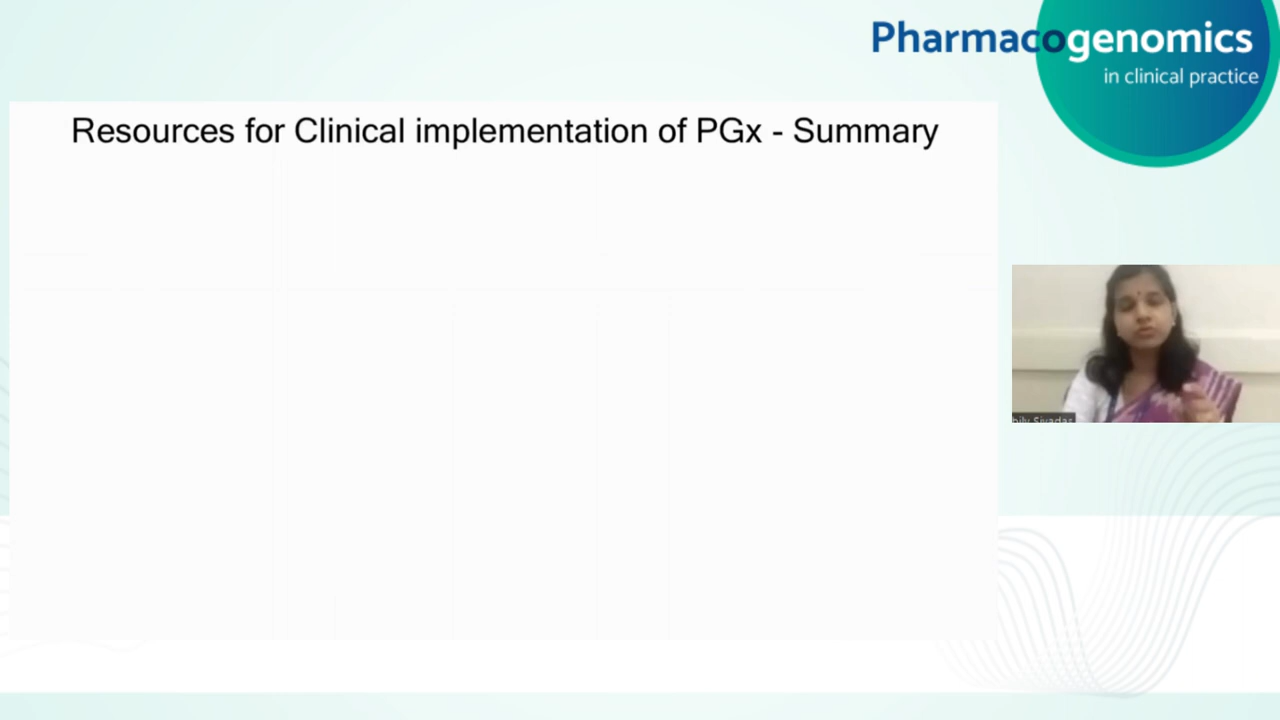 Pharmacogenomics
in clinical practice
Resources for Clinical implementation of PGx - Summary